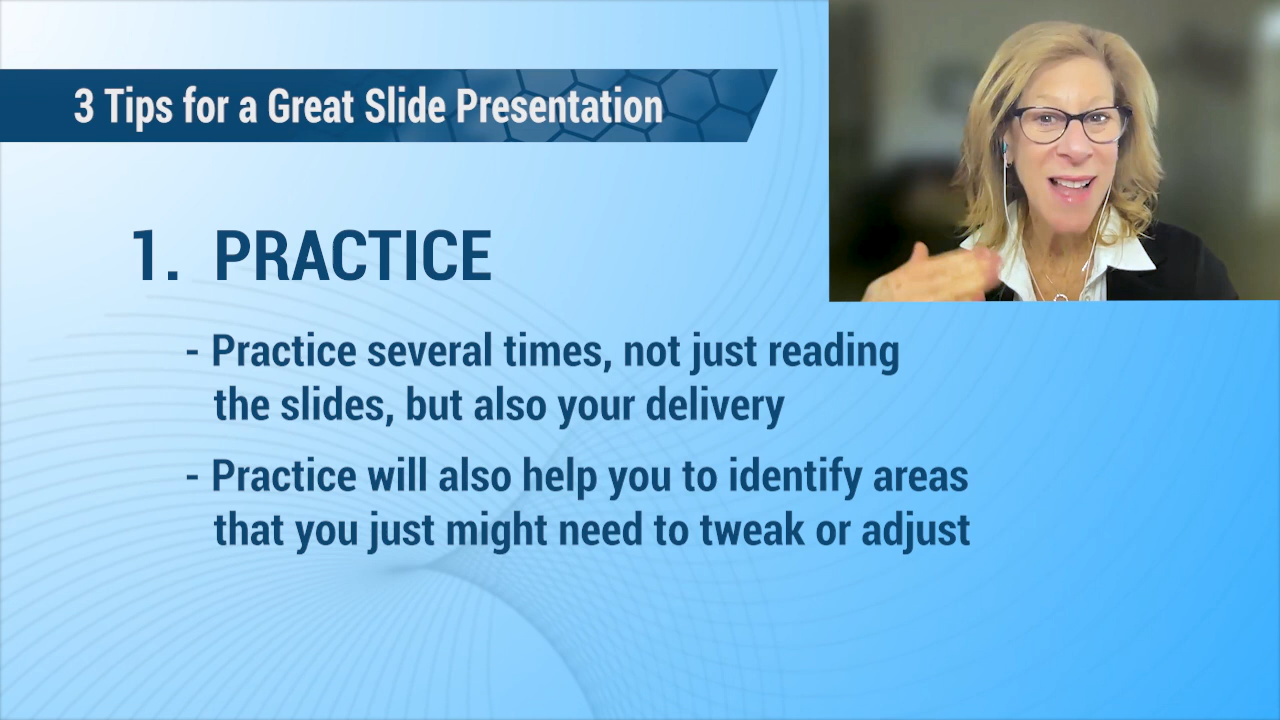 3 Tips for a Great Slide Presentation
1. PRACTICE
- Practice several times, not just reading
the slides, but also your delivery
- Practice will also help you to identify areas
that you just might need to tweak or adjust